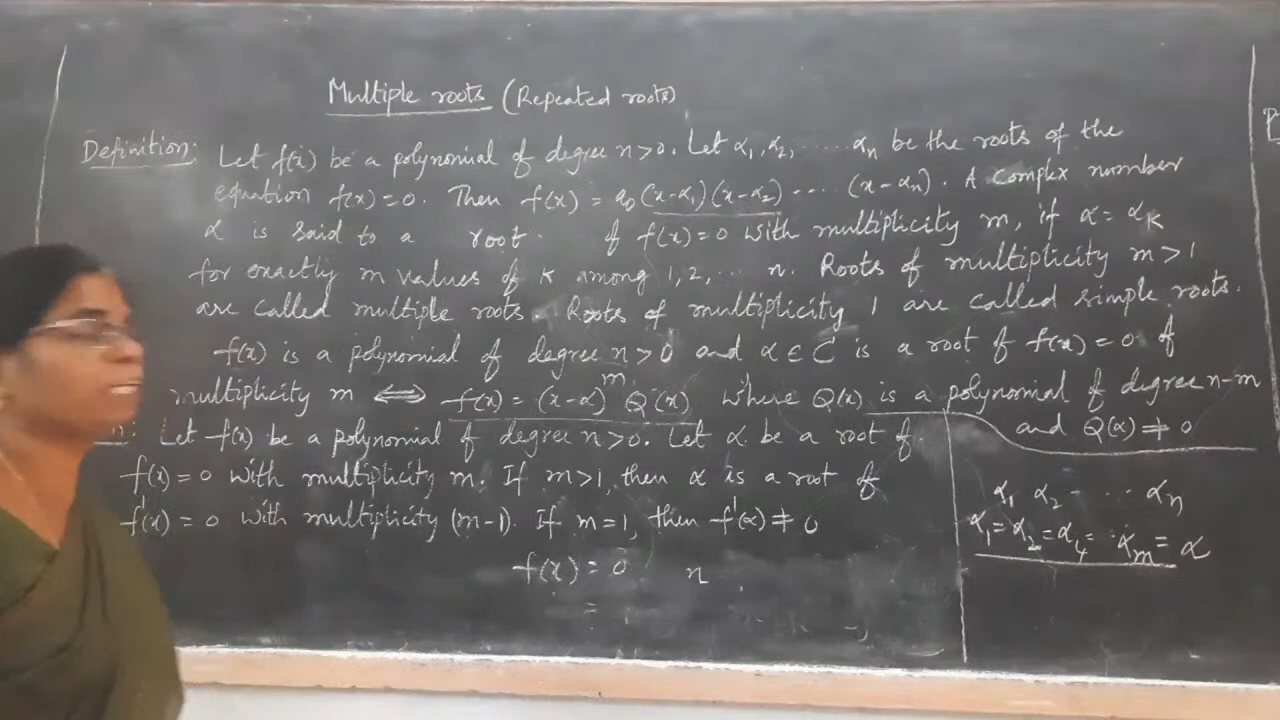 Multiple roots (Repeated roots)
Definition: Let f(x) be a polynomial of degree n>0. Let α₁, α₂, ..... αₙ be the roots of the
equation f(x)=0. Then f(x) = a₀(x-α₁)(x-α₂) .... (x-αₙ). A complex number
α is said to a root of f(x)=0 with multiplicity m, if α = α_K
for exactly m values of K among 1, 2, ... n. Roots of multiplicity m>1
are called multiple roots. Roots of multiplicity 1 are called simple roots.
f(x) is a polynomial of degree n>0 and α ∈ C is a root of f(x)=0 of
multiplicity m ⟺ f(x) = (x-α)ᵐ Q(x) where Q(x) is a polynomial of degree n-m
and Q(α) ≠ 0
Let f(x) be a polynomial of degree n>0. Let α be a root of
f(x)=0 with multiplicity m. If m>1, then α is a root of
f'(x)=0 with multiplicity (m-1). If m=1, then f'(α) ≠ 0
f(x) = 0 n
=
α₁ α₂ - ... αₙ
α₁=α₂=α₄= .. αₘ = α